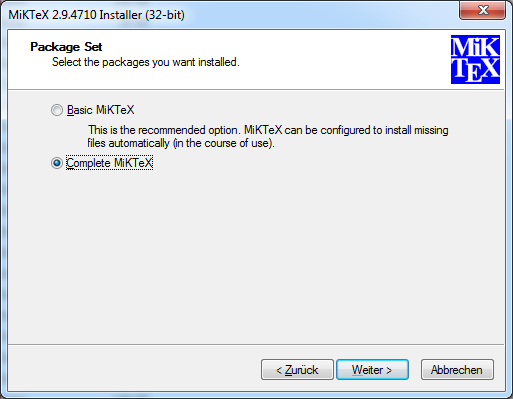 MiKTeX 2.9.4710 Installer (32-bit)
Package Set
Select the packages you want installed.
MiK
TEX
Basic MiKTeX
This is the recommended option. MiKTeX can be configured to install missing
files automatically (in the course of use).
Complete MiKTeX
< Zurück
Weiter >
Abbrechen